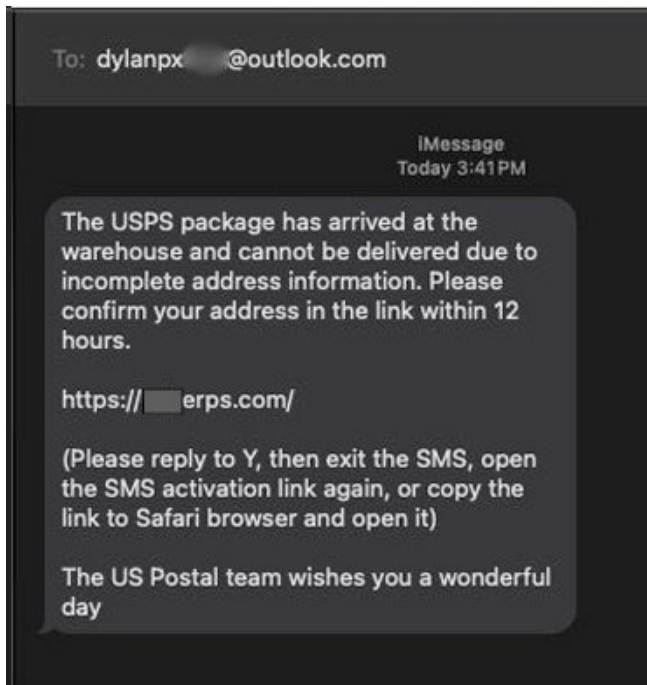 To: dylanpx @outlook.com
iMessage
Today 3:41 PM
The USPS package has arrived at the
warehouse and cannot be delivered due to
incomplete address information. Please
confirm your address in the link within 12
hours.
https:// erps.com/
(Please reply to Y, then exit the SMS, open
the SMS activation link again, or copy the
link to Safari browser and open it)
The US Postal team wishes you a wonderful
day